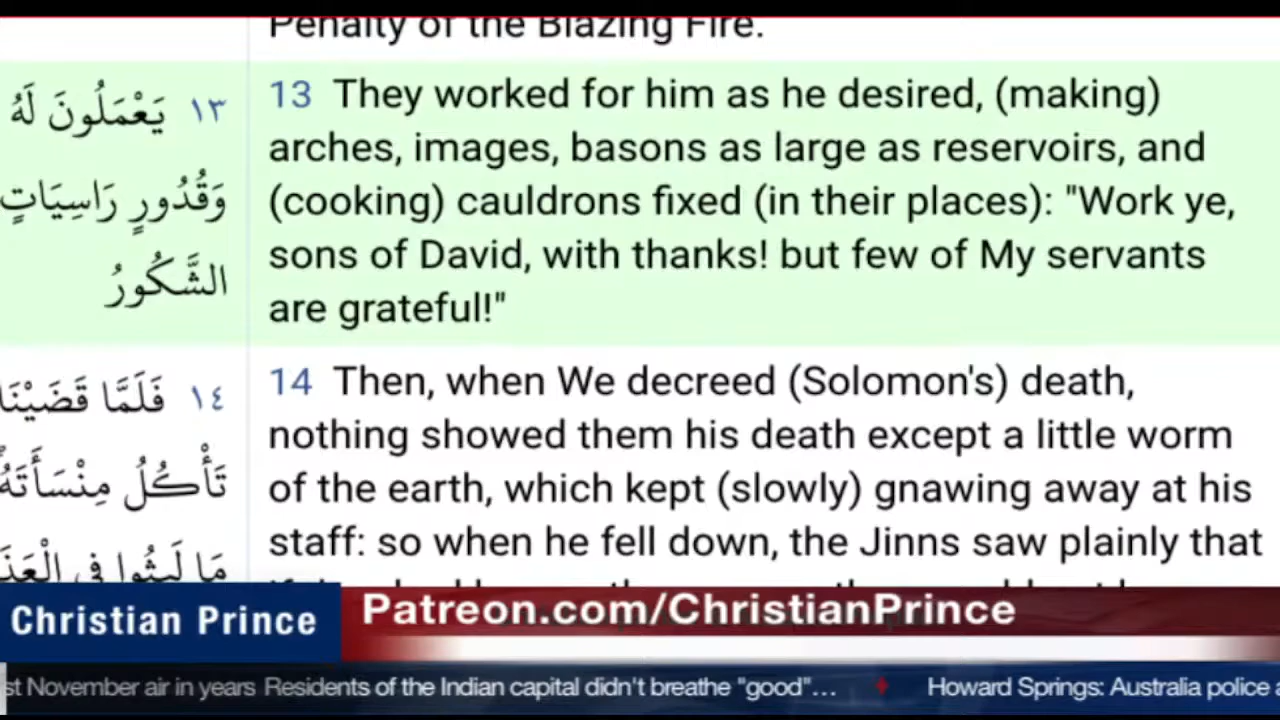 Penalty of the Blazing Fire.
١٣ يَعْمَلُونَ لَهُ
وَقُدُورٍ رَاسِيَاتٍ
الشَّكُورُ
13 They worked for him as he desired, (making)
arches, images, basons as large as reservoirs, and
(cooking) cauldrons fixed (in their places): "Work ye,
sons of David, with thanks! but few of My servants
are grateful!"
١٤ فَلَمَّا قَضَيْنَا
تَأْكُلُ مِنْسَأَتَهُ
مَا لَبِثُوا فِي
14 Then, when We decreed (Solomon's) death,
nothing showed them his death except a little worm
of the earth, which kept (slowly) gnawing away at his
staff: so when he fell down, the Jinns saw plainly that
Christian Prince
Patreon.com/ChristianPrince
st November air in years Residents of the Indian capital didn't breathe "good"... Howard Springs: Australia police a